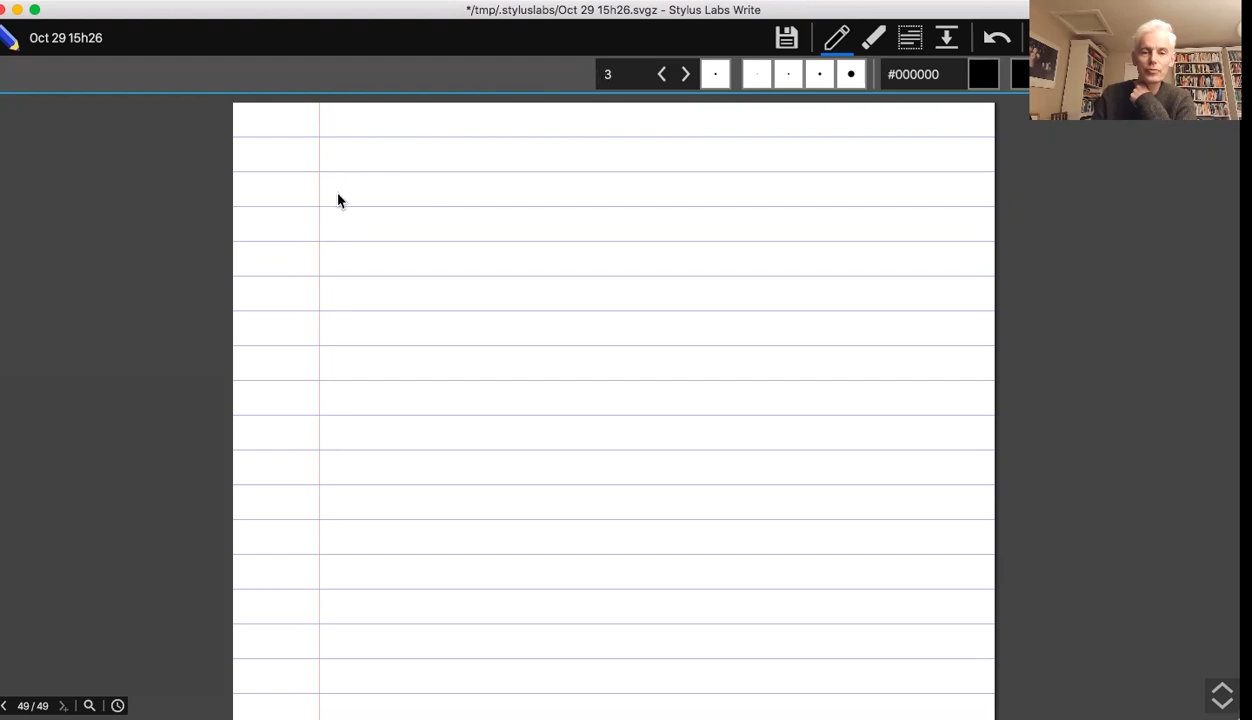 */tmp/.styluslabs/Oct 29 15h26.svgz - Stylus Labs Write
Oct 29 15h26
3
#000000
49 / 49